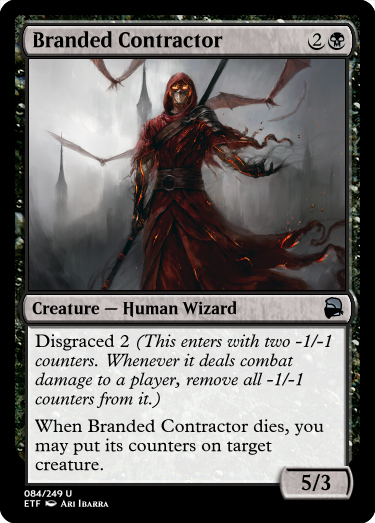 Branded Contractor 2
Creature — Human Wizard
Disgraced 2 (This enters with two -1/-1
counters. Whenever it deals combat
damage to a player, remove all -1/-1
counters from it.)
When Branded Contractor dies, you
may put its counters on target
creature.
5/3
084/249 U
ETF Ari Ibarra